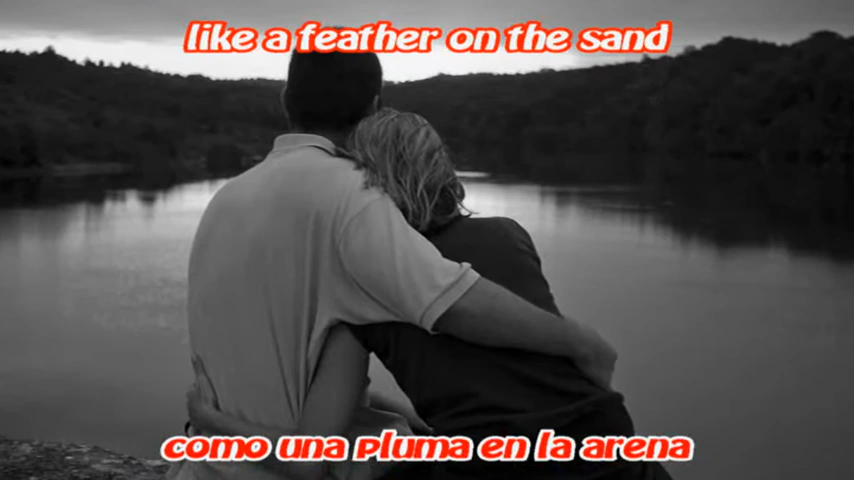 like a feather on the sand
como una pluma en la arena